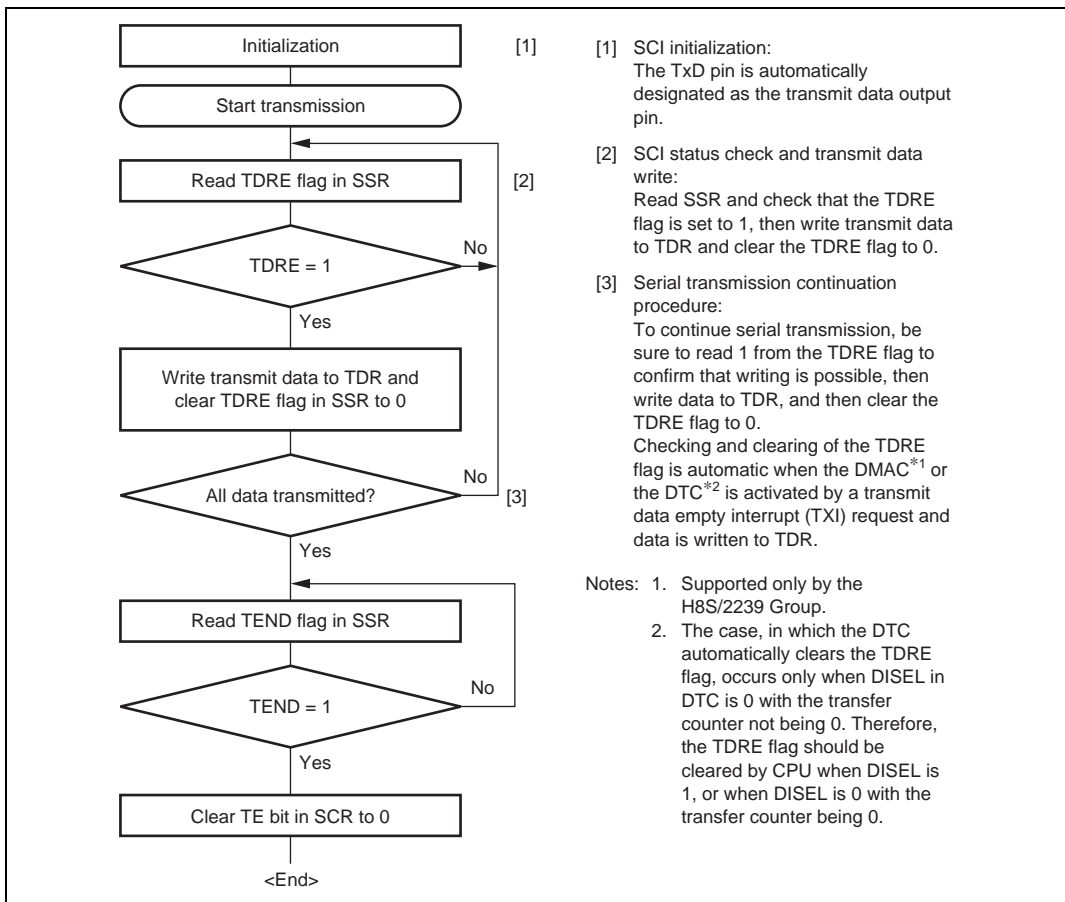 Initialization [1]
Start transmission
Read TDRE flag in SSR [2]
No
TDRE = 1
Yes
Write transmit data to TDR and
clear TDRE flag in SSR to 0
No
All data transmitted? [3]
Yes
Read TEND flag in SSR
No
TEND = 1
Yes
Clear TE bit in SCR to 0
<End>
[1] SCI initialization:
The TxD pin is automatically
designated as the transmit data output
pin.
[2] SCI status check and transmit data
write:
Read SSR and check that the TDRE
flag is set to 1, then write transmit data
to TDR and clear the TDRE flag to 0.
[3] Serial transmission continuation
procedure:
To continue serial transmission, be
sure to read 1 from the TDRE flag to
confirm that writing is possible, then
write data to TDR, and then clear the
TDRE flag to 0.
Checking and clearing of the TDRE
flag is automatic when the DMAC*1 or
the DTC*2 is activated by a transmit
data empty interrupt (TXI) request and
data is written to TDR.
Notes: 1. Supported only by the
H8S/2239 Group.
2. The case, in which the DTC
automatically clears the TDRE
flag, occurs only when DISEL in
DTC is 0 with the transfer
counter not being 0. Therefore,
the TDRE flag should be
cleared by CPU when DISEL is
1, or when DISEL is 0 with the
transfer counter being 0.